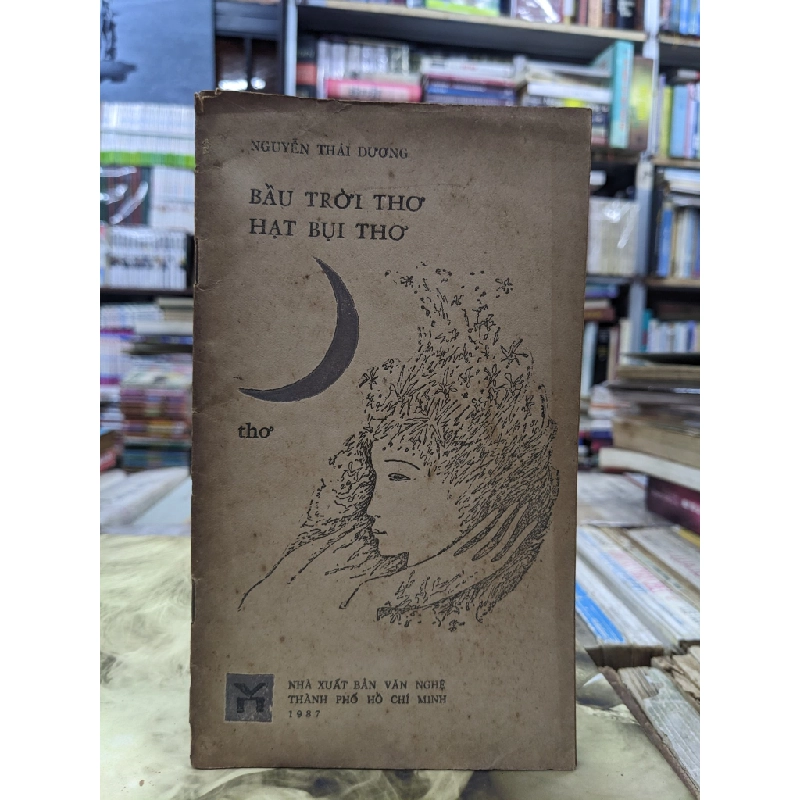 NGUYỄN THÁI DƯƠNG
BẦU TRỜI THƠ
HẠT BỤI THƠ
thơ
NHÀ XUẤT BẢN VĂN NGHỆ
THÀNH PHỐ HỒ CHÍ MINH
1987